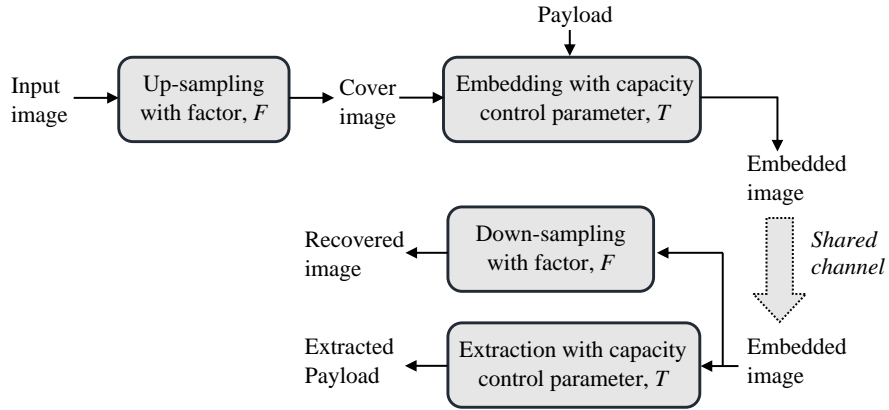 Payload
Input
image
Up-sampling
with factor, F
Cover
image
Embedding with capacity
control parameter, T
Embedded
image
Shared
channel
Recovered
image
Down-sampling
with factor, F
Extracted
Payload
Extraction with capacity
control parameter, T
Embedded
image